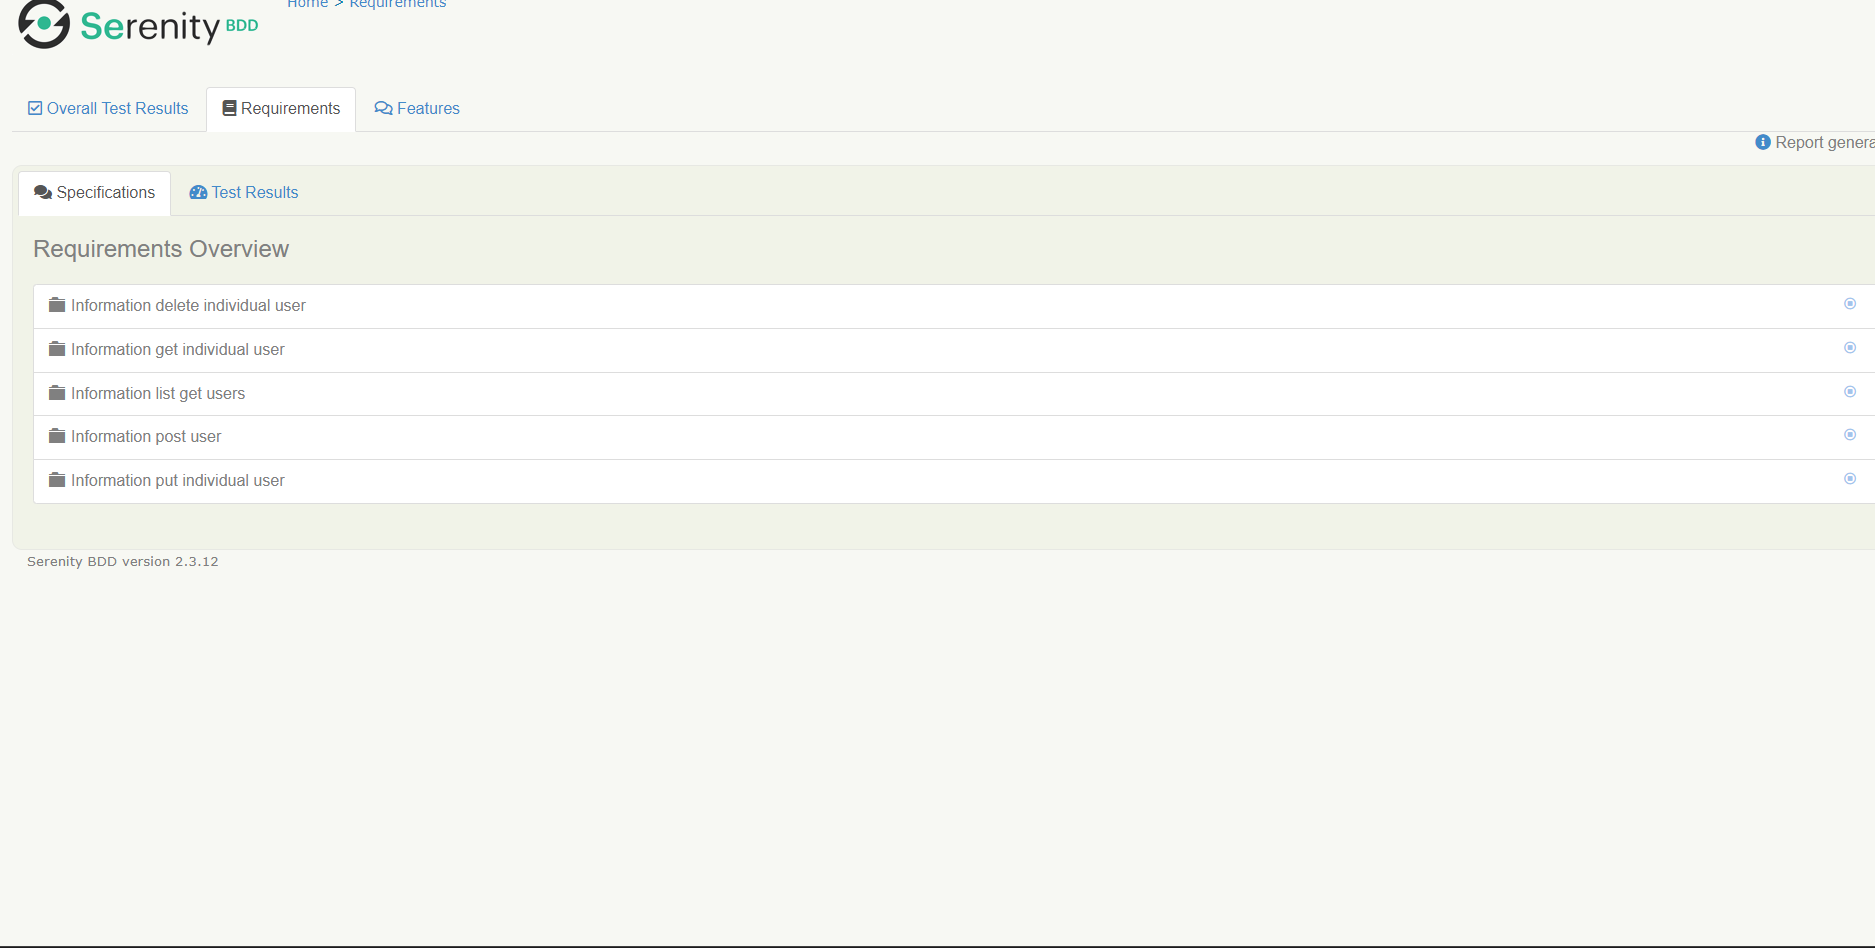 Home > Requirements
Serenity BDD
Overall Test Results
Requirements
Features
Report genera
Specifications
Test Results
Requirements Overview
Information delete individual user
Information get individual user
Information list get users
Information post user
Information put individual user
Serenity BDD version 2.3.12